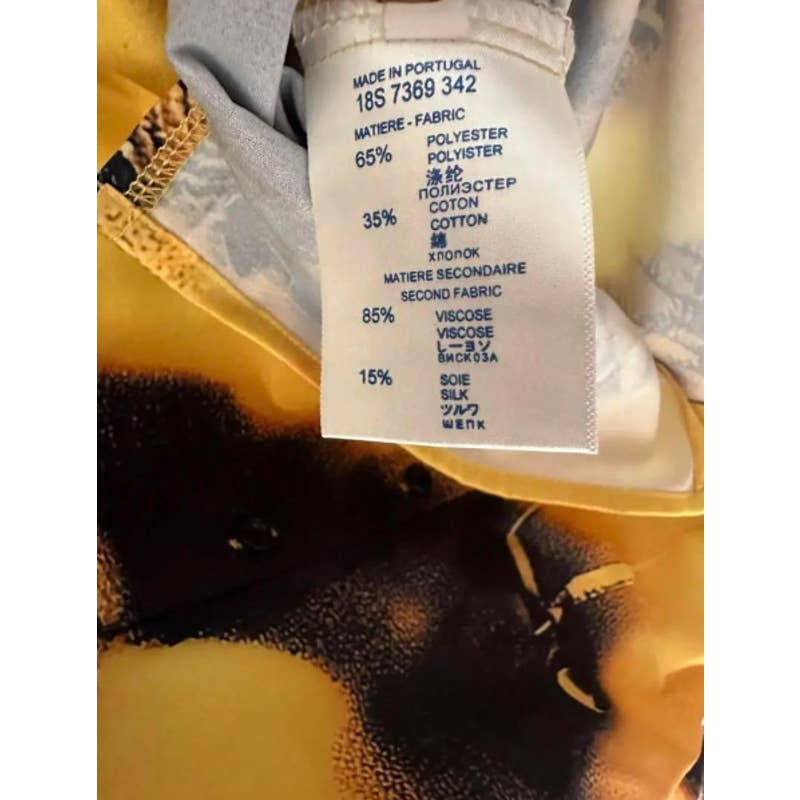 MADE IN PORTUGAL
18S 7369 342
MATIERE - FABRIC
65% POLYESTER
POLYISTER
涤纶
ПОЛИЭСТЕР
35% COTON
COTTON
綿
ХЛОПОК
MATIERE SECONDAIRE
SECOND FABRIC
85% VISCOSE
VISCOSE
レーヨン
ВИСКОЗА
15% SOIE
SILK
シルク
ШЕЛК